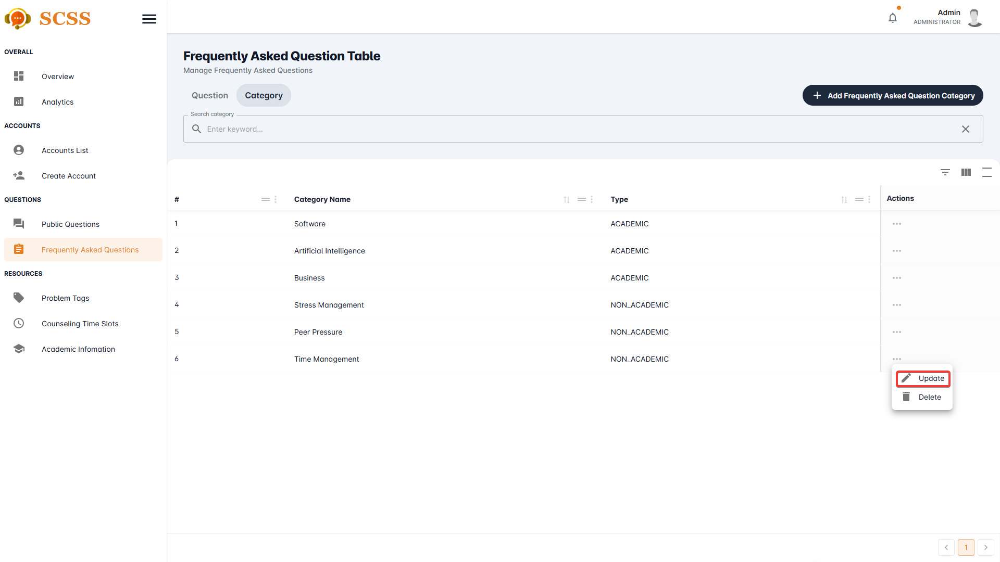 SCSS
Admin
ADMINISTRATOR
OVERALL
Overview
Analytics
ACCOUNTS
Accounts List
Create Account
QUESTIONS
Public Questions
Frequently Asked Questions
RESOURCES
Problem Tags
Counseling Time Slots
Academic Infomation
Frequently Asked Question Table
Manage Frequently Asked Questions
Question Category
Add Frequently Asked Question Category
Search category
Enter keyword...
# Category Name Type Actions
1 Software ACADEMIC
2 Artificial Intelligence ACADEMIC
3 Business ACADEMIC
4 Stress Management NON_ACADEMIC
5 Peer Pressure NON_ACADEMIC
6 Time Management NON_ACADEMIC
Update
Delete
1